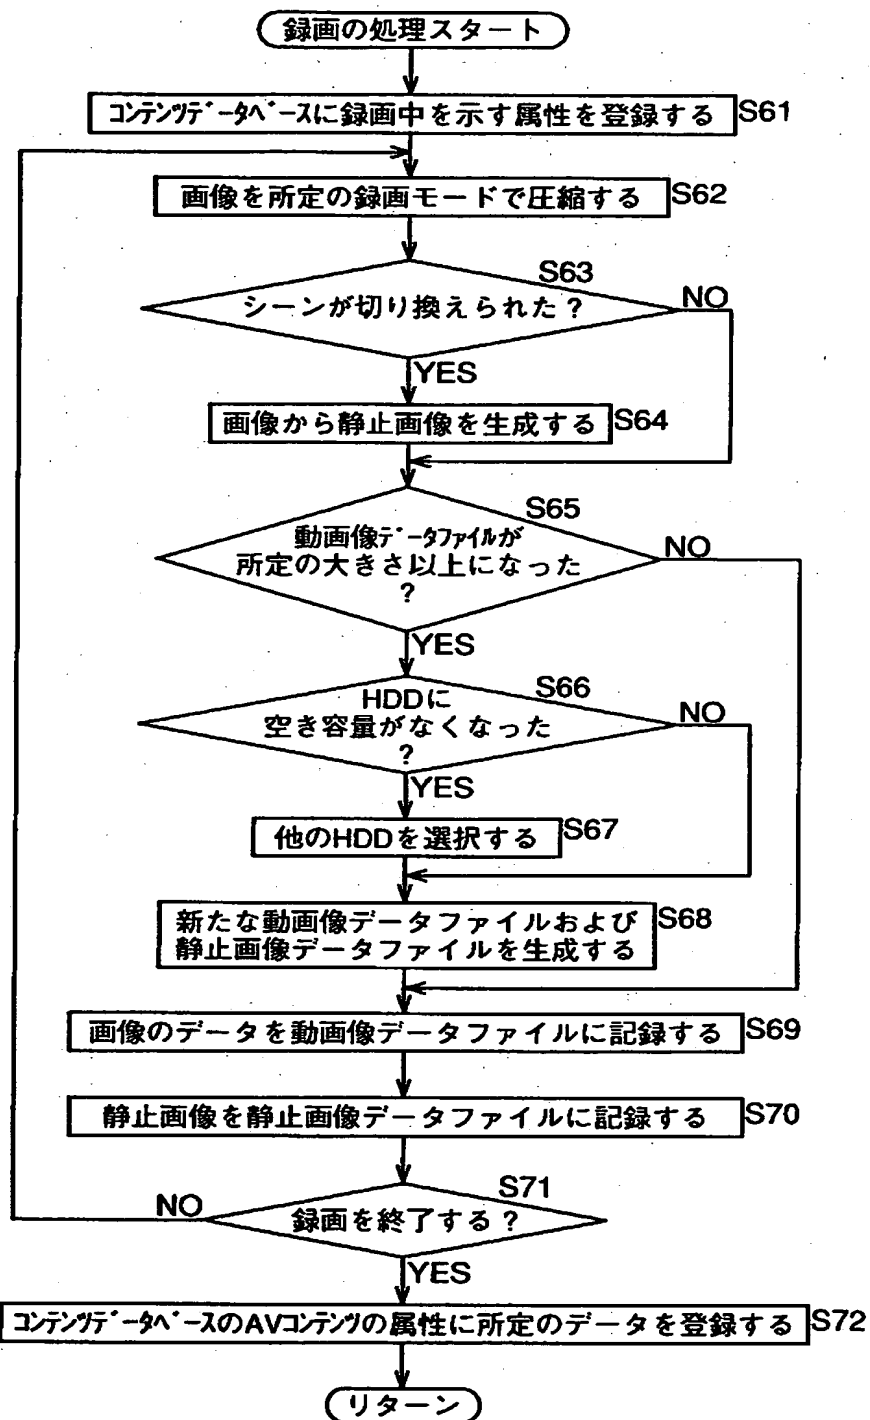 録画の処理スタート
ｺﾝﾃﾝﾂﾃﾞｰﾀﾍﾞｰｽに録画中を示す属性を登録する S61
画像を所定の録画モードで圧縮する S62
S63
シーンが切り換えられた？ NO
YES
画像から静止画像を生成する S64
S65
動画像ﾃﾞｰﾀﾌｧｲﾙが
所定の大きさ以上になった NO
？
YES
S66
HDDに
空き容量がなくなった NO
？
YES
他のHDDを選択する S67
新たな動画像データファイルおよび S68
静止画像データファイルを生成する
画像のデータを動画像データファイルに記録する S69
静止画像を静止画像データファイルに記録する S70
S71
NO 録画を終了する？
YES
ｺﾝﾃﾝﾂﾃﾞｰﾀﾍﾞｰｽのAVｺﾝﾃﾝﾂの属性に所定のデータを登録する S72
リターン